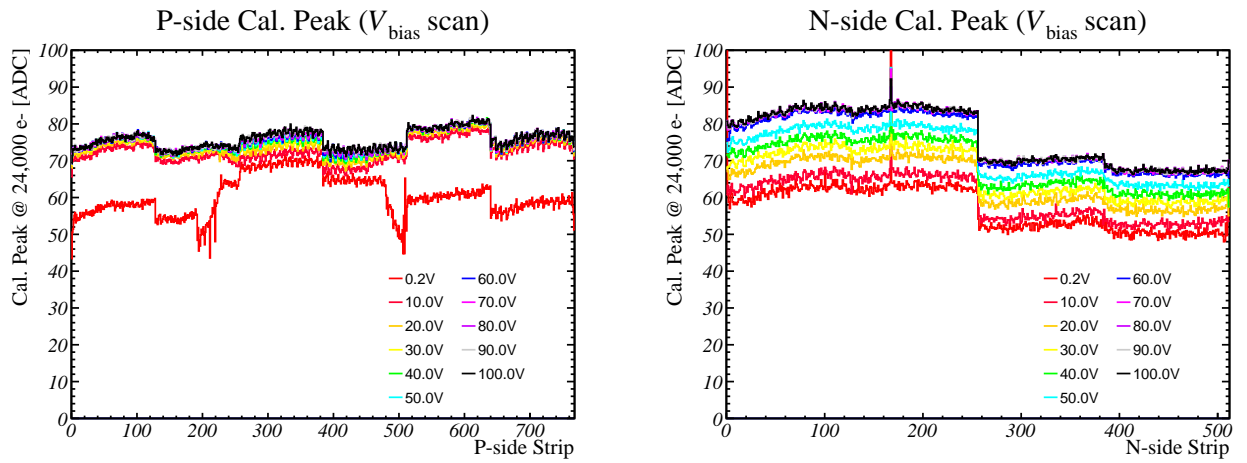 P-side Cal. Peak (Vbias scan)
Cal. Peak @ 24,000 e- [ADC]
100
90
80
70
60
50
40
30
20
10
0
0.2V
10.0V
20.0V
30.0V
40.0V
50.0V
60.0V
70.0V
80.0V
90.0V
100.0V
0 100 200 300 400 500 600 700
P-side Strip
N-side Cal. Peak (Vbias scan)
Cal. Peak @ 24,000 e- [ADC]
100
90
80
70
60
50
40
30
20
10
0
0.2V
10.0V
20.0V
30.0V
40.0V
50.0V
60.0V
70.0V
80.0V
90.0V
100.0V
0 100 200 300 400 500
N-side Strip